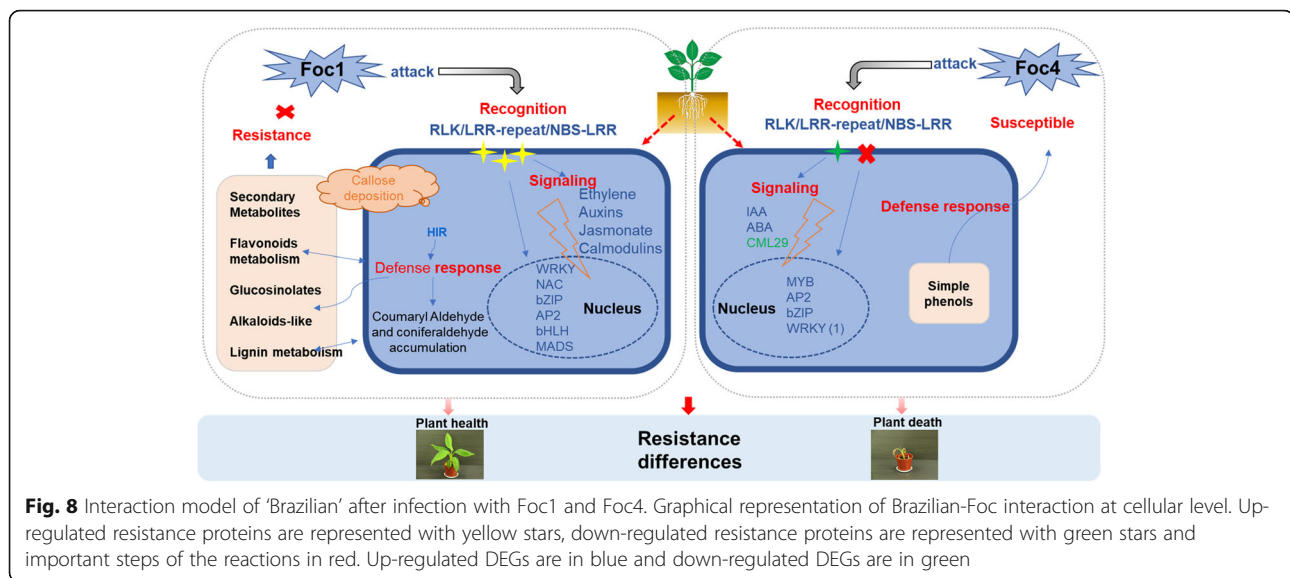 Foc1
attack
Recognition
RLK/LRR-repeat/NBS-LRR
Resistance
Callose
deposition
Secondary
Metabolites
Flavonoids
metabolism
Glucosinolates
Alkaloids-like
Lignin metabolism
Signaling
Ethylene
Auxins
Jasmonate
Calmodulins
HIR
Defense response
Coumaryl Aldehyde
and coniferaldehyde
accumulation
WRKY
NAC
bZIP
AP2
bHLH
MADS
Nucleus
attack
Foc4
Recognition
RLK/LRR-repeat/NBS-LRR
Susceptible
Signaling
IAA
ABA
CML29
Defense response
MYB
AP2
bZIP
WRKY (1)
Nucleus
Simple
phenols
Plant health
Resistance
differences
Plant death
Fig. 8 Interaction model of ‘Brazilian’ after infection with Foc1 and Foc4. Graphical representation of Brazilian-Foc interaction at cellular level. Up-
regulated resistance proteins are represented with yellow stars, down-regulated resistance proteins are represented with green stars and
important steps of the reactions in red. Up-regulated DEGs are in blue and down-regulated DEGs are in green